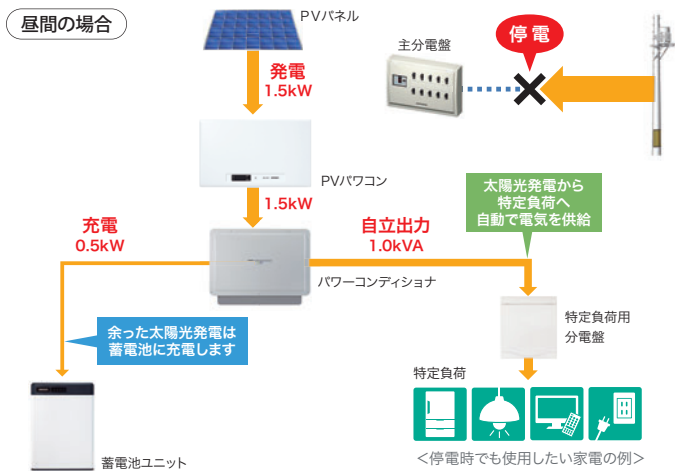 昼間の場合
PVパネル
発電
1.5kW
主分電盤
停電
PVパワコン
1.5kW
太陽光発電から
特定負荷へ
自動で電気を供給
充電
0.5kW
自立出力
1.0kVA
パワーコンディショナ
余った太陽光発電は
蓄電池に充電します
特定負荷用
分電盤
特定負荷
蓄電池ユニット
＜停電時でも使用したい家電の例＞